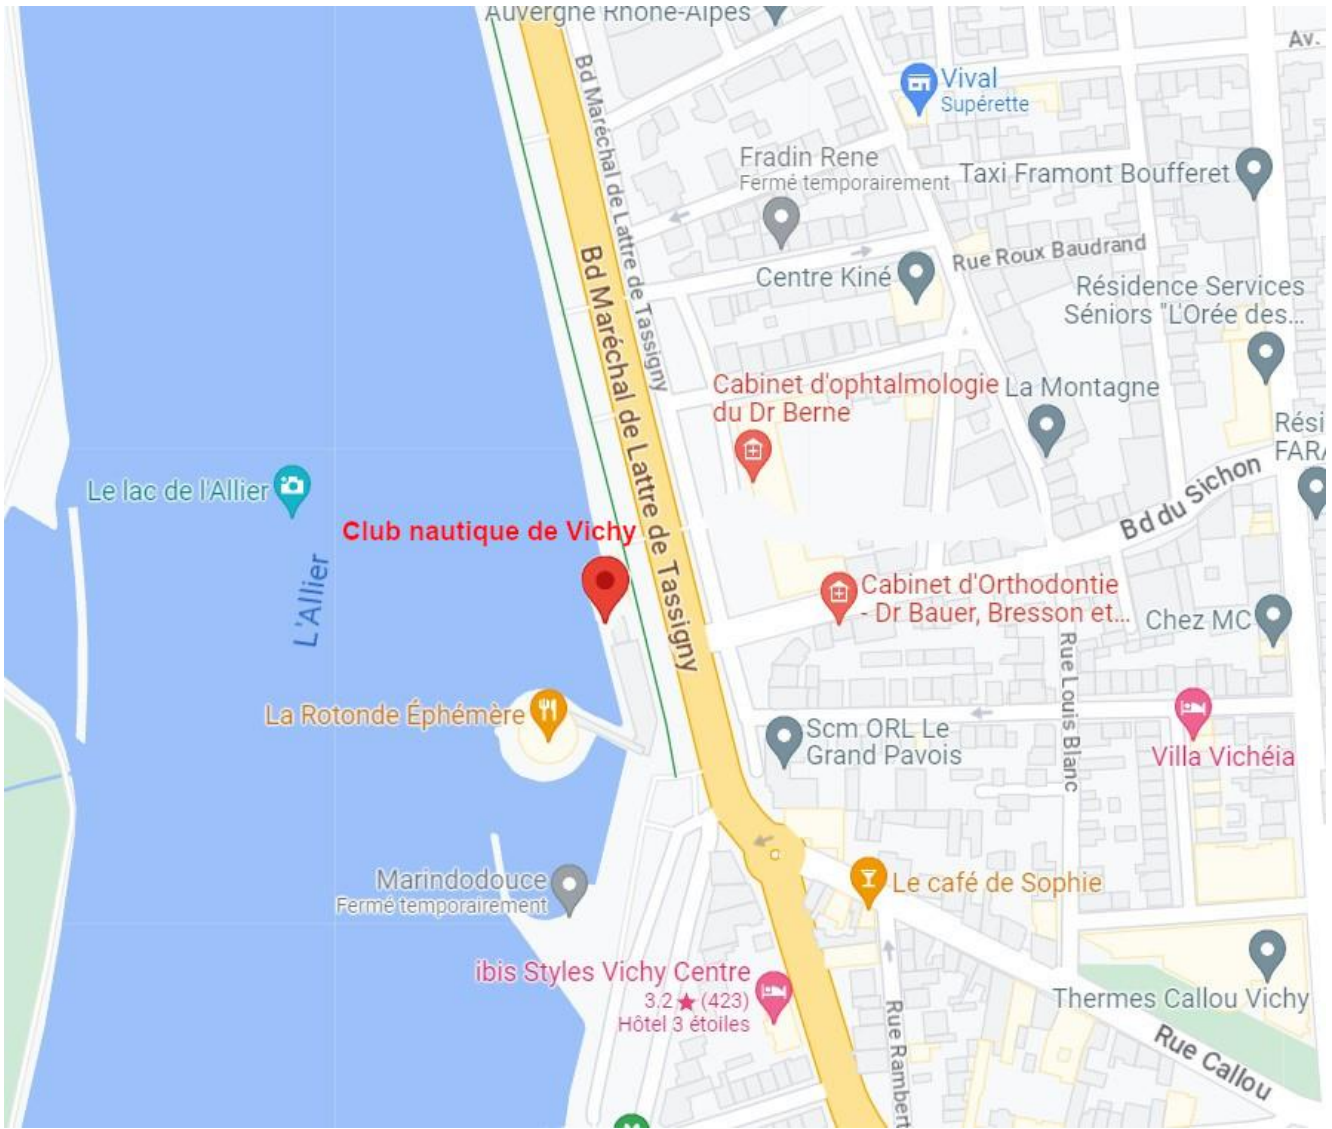 Auvergne Rhône-Alpes
Av.
Bd Maréchal de Lattre de Tassigny
Vival
Supérette
Fradin Rene
Fermé temporairement
Taxi Framont Boufferet
Bd Maréchal de Lattre de Tassigny
Rue Roux Baudrand
Centre Kiné
Résidence Services
Séniors "L'Orée des...
Cabinet d'ophtalmologie
du Dr Berne
La Montagne
Rési
FARA
Le lac de l'Allier
Bd du Sichon
Club nautique de Vichy
L'Allier
Cabinet d'Orthodontie
- Dr Bauer, Bresson et...
Chez MC
Rue Louis Blanc
La Rotonde Éphémère
Scm ORL Le
Grand Pavois
Villa Vichéia
Marindodouce
Fermé temporairement
Le café de Sophie
ibis Styles Vichy Centre
3.2 ★ (423)
Hôtel 3 étoiles
Thermes Callou Vichy
Rue Rambert
Rue Callou